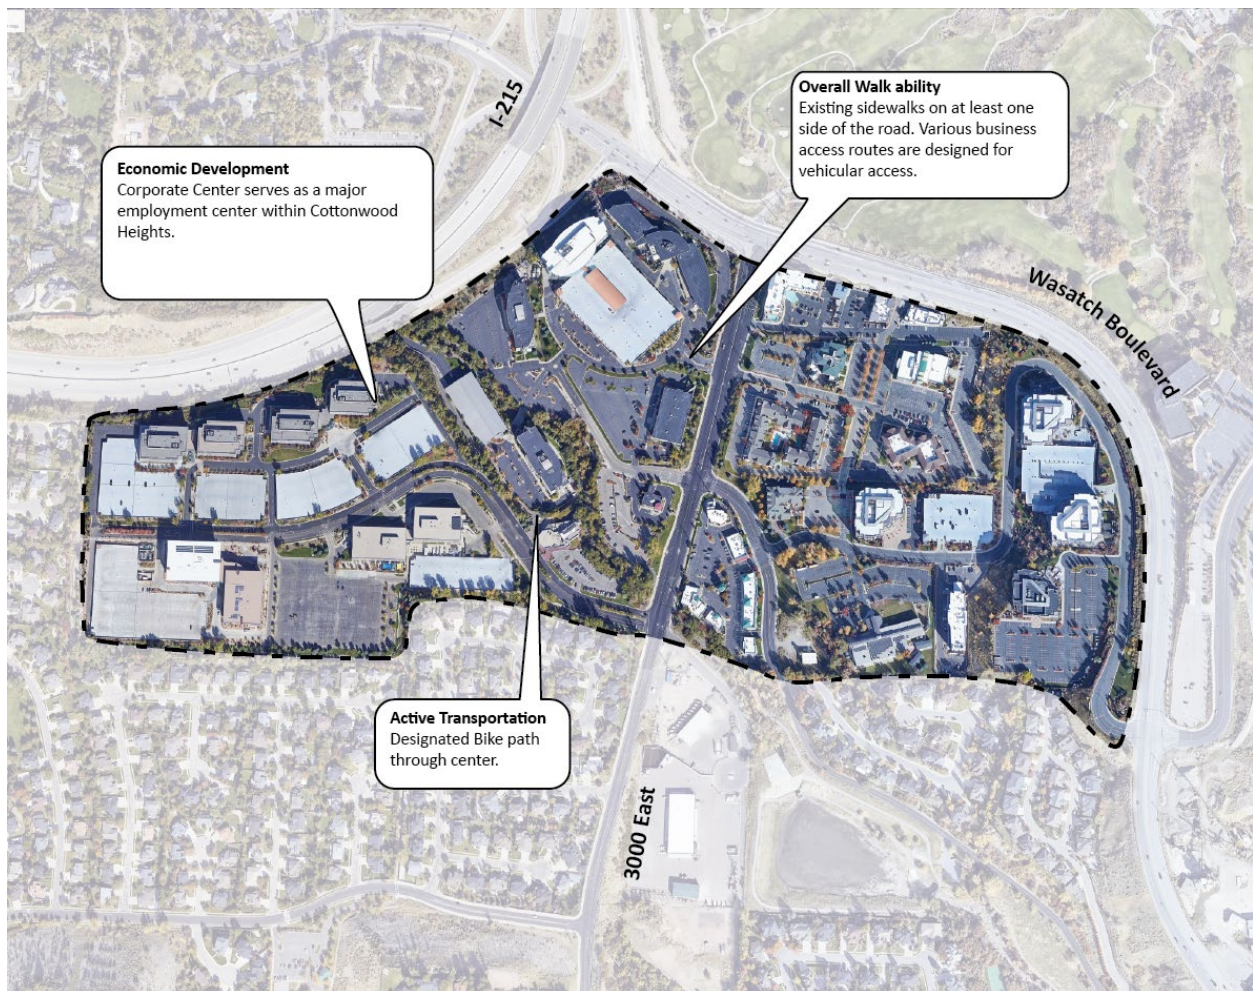 I-215
Overall Walk ability
Existing sidewalks on at least one
side of the road. Various business
access routes are designed for
vehicular access.
Economic Development
Corporate Center serves as a major
employment center within Cottonwood
Heights.
Wasatch Boulevard
Active Transportation
Designated Bike path
through center.
3000 East